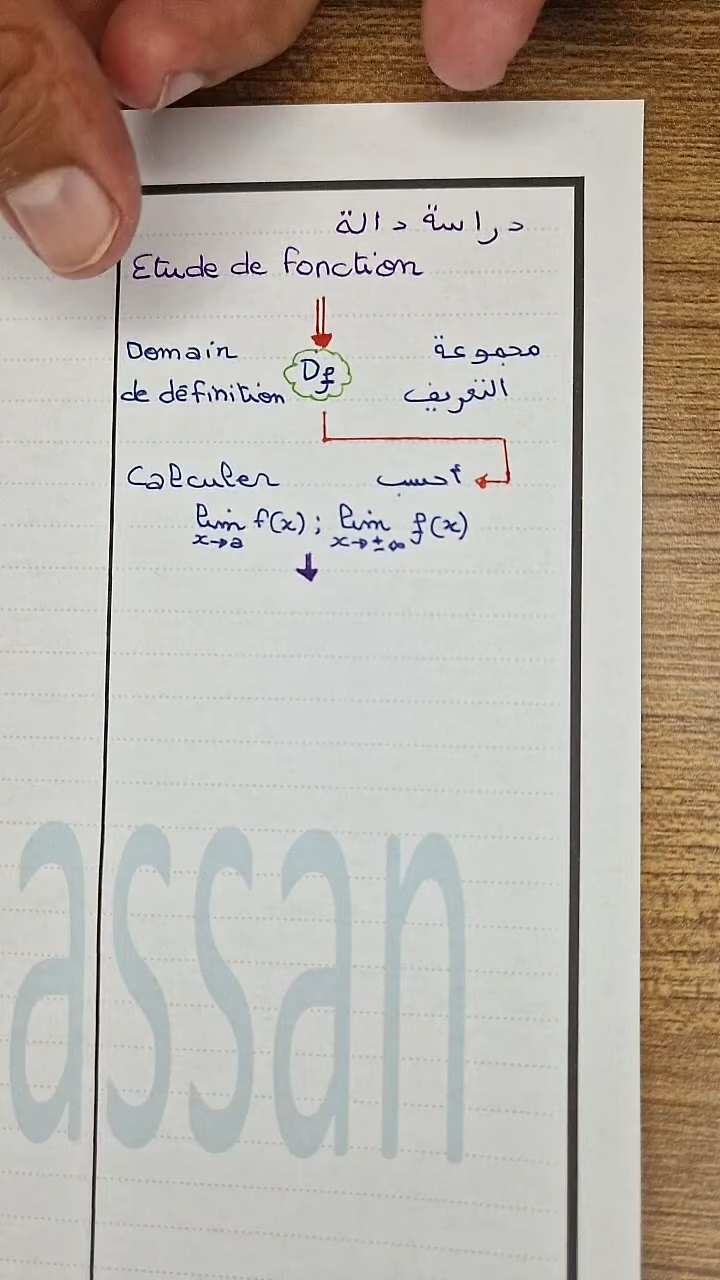 دراسة دالة
Etude de fonction
Domain de définition
Df
مجموعة التعريف
Calculer أحسب
lim x→a f(x) ; lim x→±∞ f(x)
assan